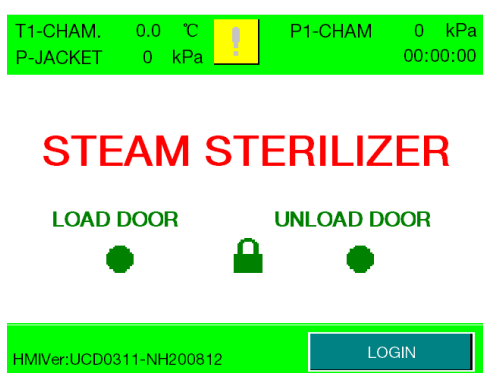 T1-CHAM. 0.0 ℃ ! P1-CHAM 0 kPa
P-JACKET 0 kPa 00:00:00
STEAM STERILIZER
LOAD DOOR UNLOAD DOOR
HMIVer:UCD0311-NH200812 LOGIN